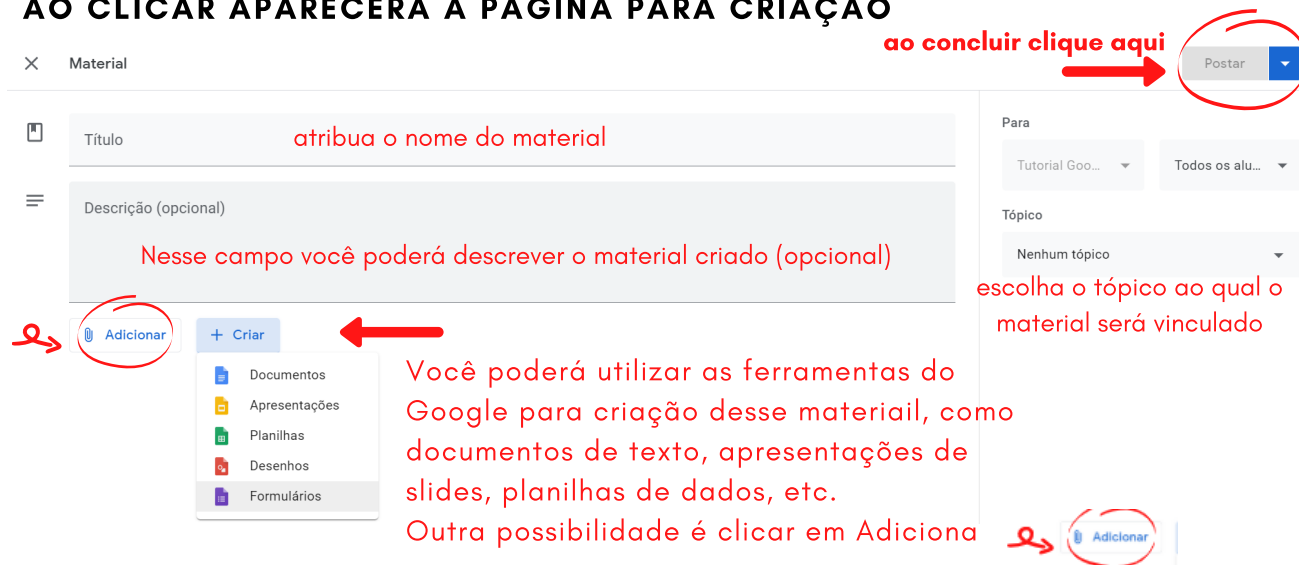 AO CLICAR APARECERÁ A PÁGINA PARA CRIAÇÃO
ao concluir clique aqui
Material
Postar
Título
atribua o nome do material
Para
Tutorial Goo...
Todos os alu...
Descrição (opcional)
Nesse campo você poderá descrever o material criado (opcional)
Tópico
Nenhum tópico
escolha o tópico ao qual o
material será vinculado
Adicionar
+ Criar
Documentos
Apresentações
Planilhas
Desenhos
Formulários
Você poderá utilizar as ferramentas do
Google para criação desse materiail, como
documentos de texto, apresentações de
slides, planilhas de dados, etc.
Outra possibilidade é clicar em Adiciona
Adicionar